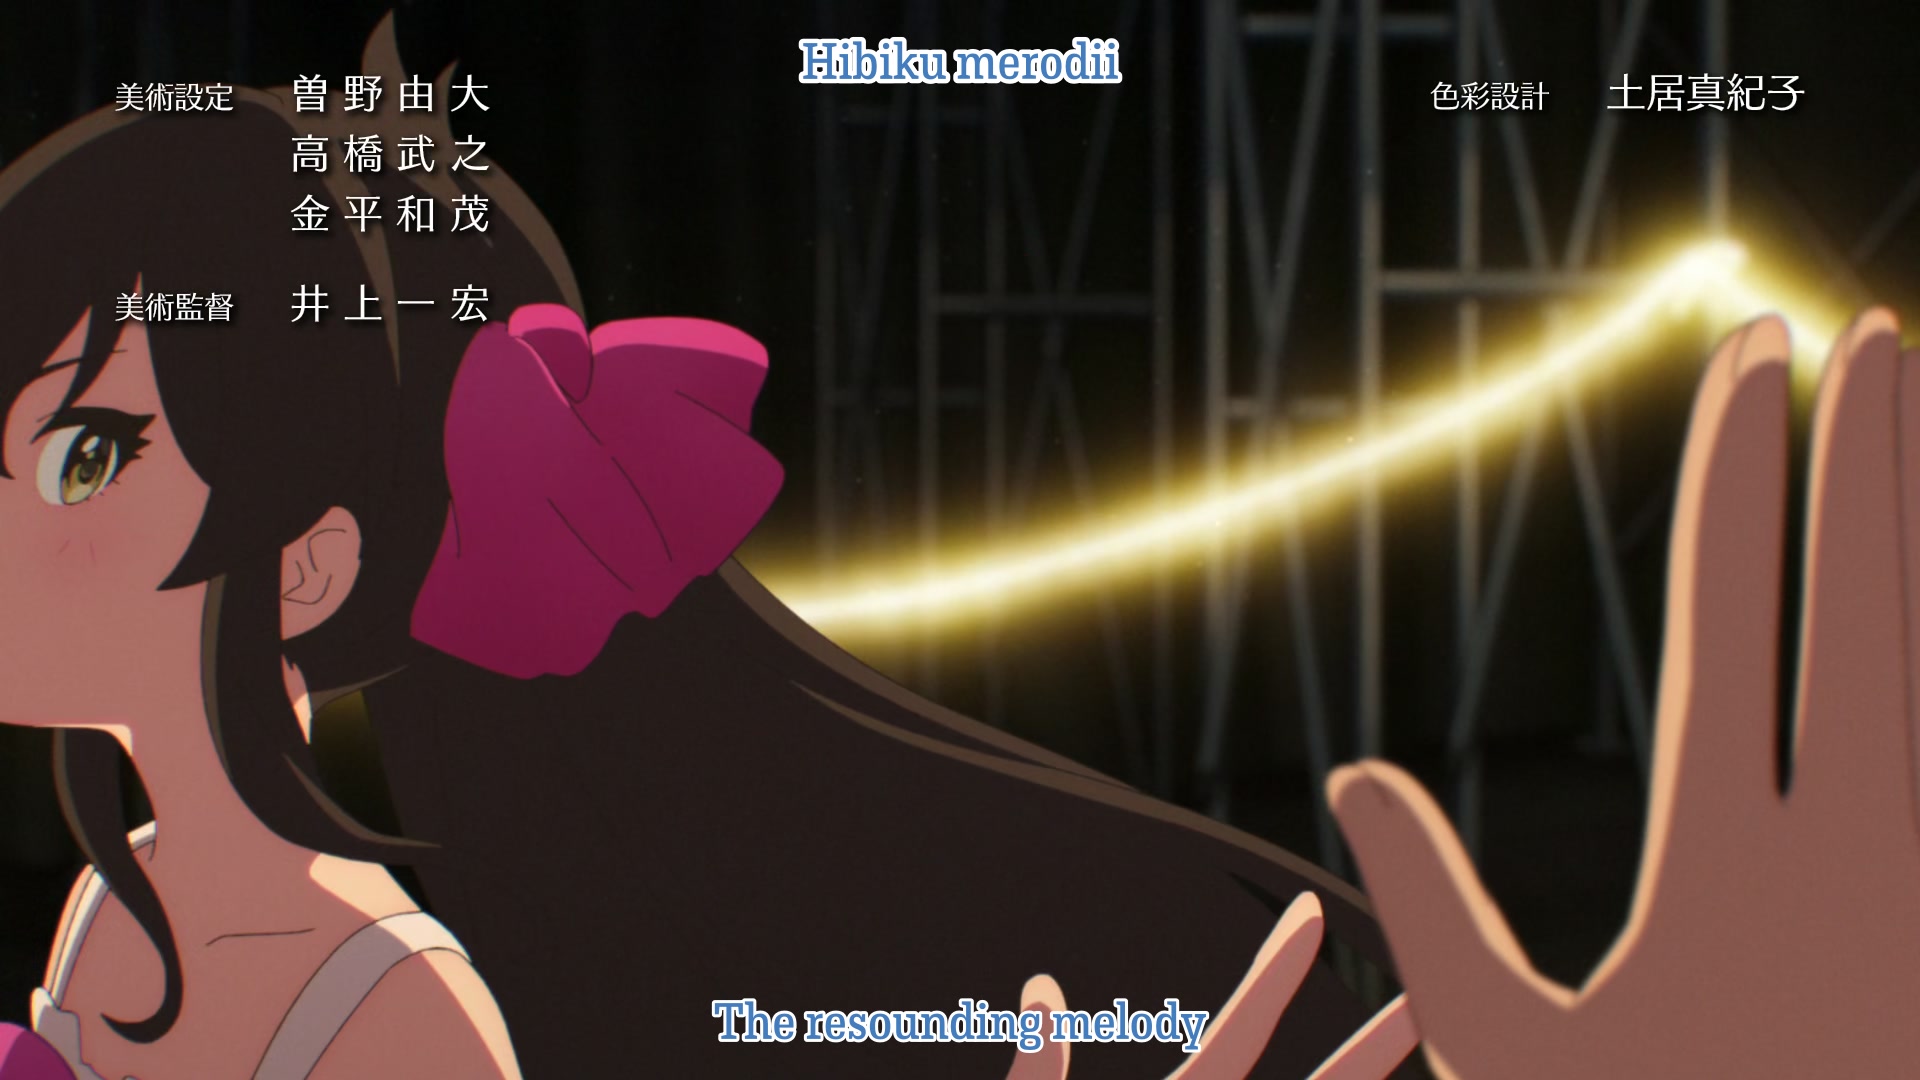 Hibiku merodii
美術設定 曽野由大
高橋武之
金平和茂
美術監督 井上一宏
色彩設計 土居真紀子
The resounding melody